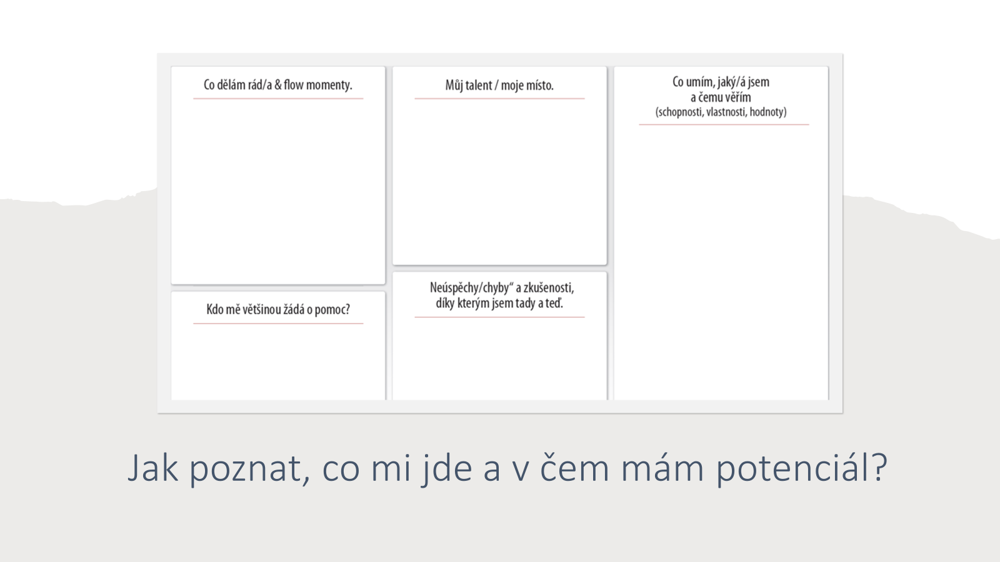 Co dělám rád/a & flow momenty.
Kdo mě většinou žádá o pomoc?
Můj talent / moje místo.
Neúspěchy/chyby“ a zkušenosti,
díky kterým jsem tady a teď.
Co umím, jaký/á jsem
a čemu věřím
(schopnosti, vlastnosti, hodnoty)
Jak poznat, co mi jde a v čem mám potenciál?